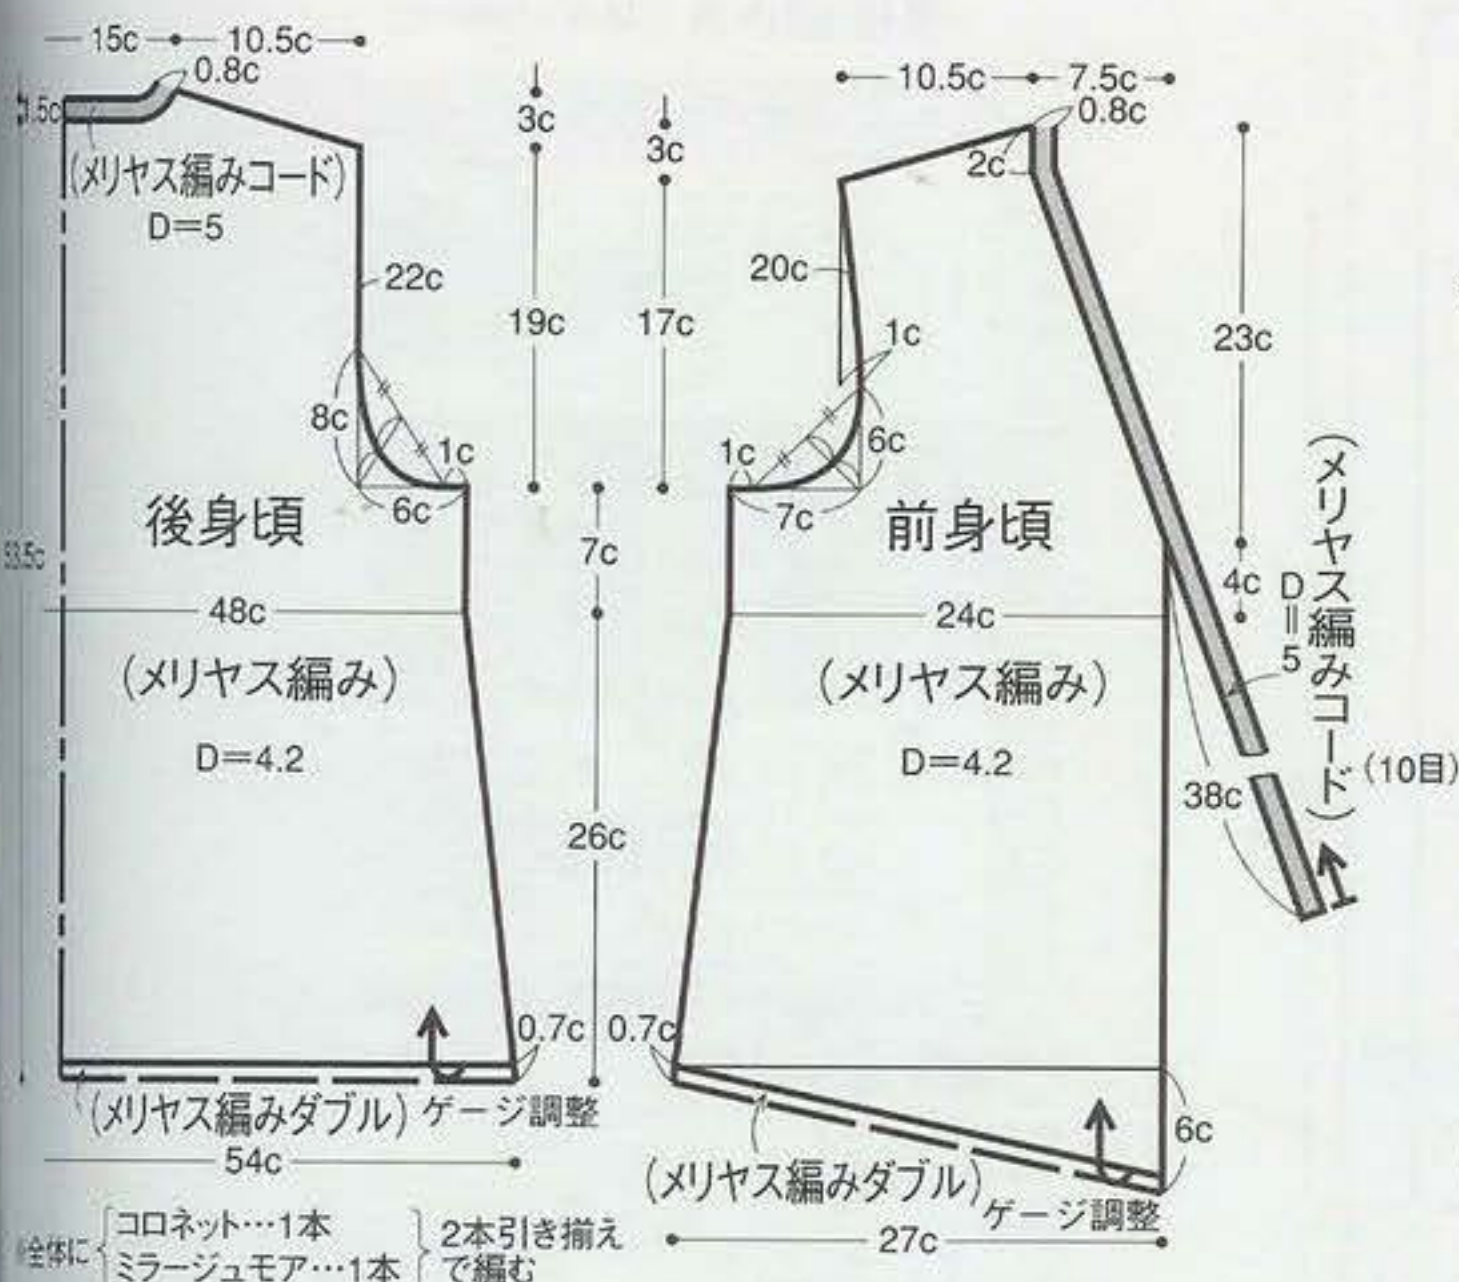 15c
10.5c
0.8c
(メリヤス編みコード)
D=5
22c
8c
1c
6c
後身頃
48c
(メリヤス編み)
D=4.2
0.7c
(メリヤス編みダブル) ゲージ調整
54c
全体に
コロネット…1本
ミラージュモア…1本
2本引き揃え
で編む
3c
19c
3c
17c
7c
26c
10.5c
7.5c
0.8c
2c
20c
1c
1c
6c
7c
前身頃
24c
(メリヤス編み)
D=4.2
0.7c
23c
4c
38c
(メリヤス編みコード)
D=5
(10目)
6c
(メリヤス編みダブル)
ゲージ調整
27c